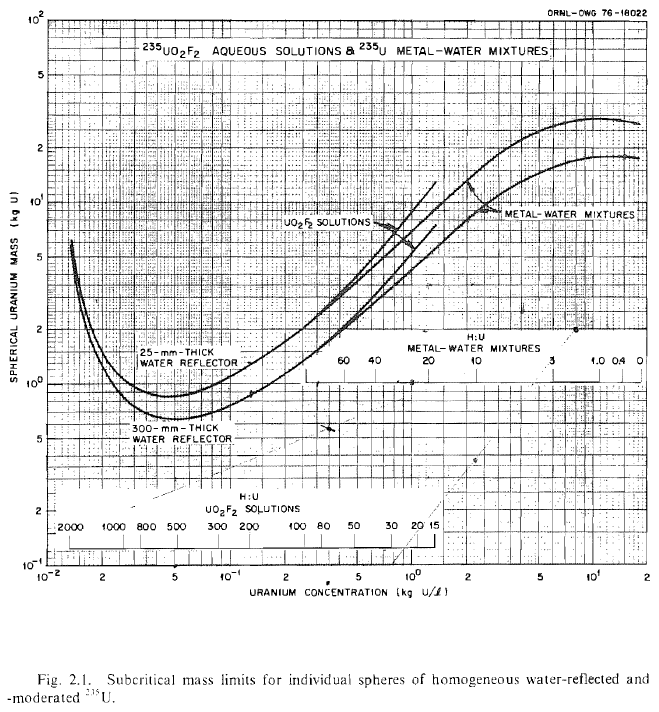 ORNL-DWG 76-18022
10²
²³⁵UO₂F₂ AQUEOUS SOLUTIONS & ²³⁵U METAL-WATER MIXTURES
5
2
10¹
UO₂F₂ SOLUTIONS
METAL-WATER MIXTURES
5
SPHERICAL URANIUM MASS (kg U)
2
H:U
METAL-WATER MIXTURES
25-mm-THICK
WATER REFLECTOR
60 40 20 10 3 1.0 0.4 0
10⁰
300-mm-THICK
WATER REFLECTOR
5
2
H:U
UO₂F₂ SOLUTIONS
2000 1000 800 500 300 200 100 80 50 30 20 15
10⁻¹
10⁻² 2 5 10⁻¹ 2 5 10⁰ 2 5 10¹ 2
URANIUM CONCENTRATION (kg U/ℓ)
Fig. 2.1. Subcritical mass limits for individual spheres of homogeneous water-reflected and
-moderated ²³⁵U.